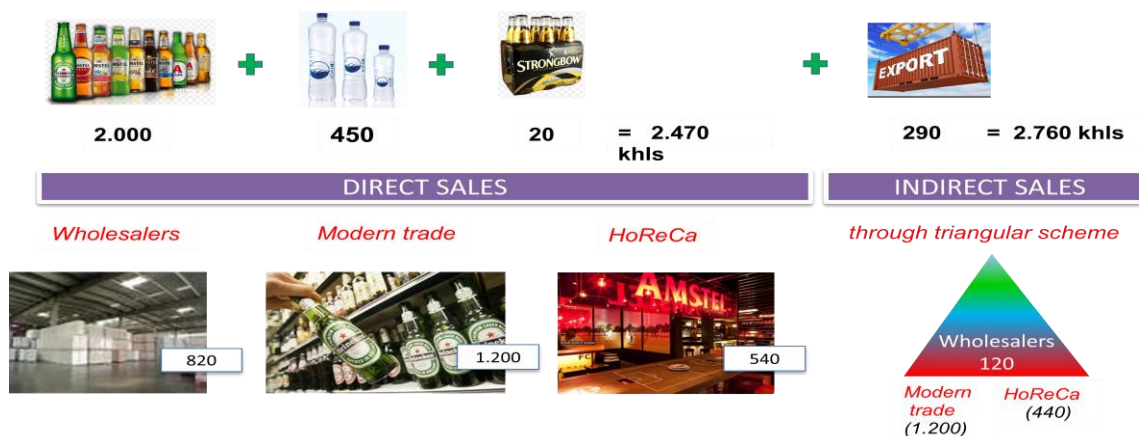 STRONGBOW
EXPORT
2.000
450
20
= 2.470
khls
290
= 2.760 khls
DIRECT SALES
INDIRECT SALES
Wholesalers
Modern trade
HoReCa
through triangular scheme
820
Heineken
1.200
AMSTEL
540
Wholesalers
120
Modern
trade
(1.200)
HoReCa
(440)